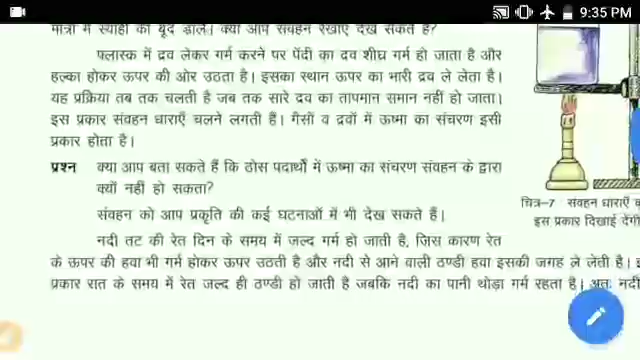 9:35 PM
मात्रा में स्याही की बूंद डालें। क्या आप संवहन रेखाएं देख सकते हैं?
फ्लास्क में द्रव लेकर गर्म करने पर पेंदी का द्रव शीघ्र गर्म हो जाता है और
हल्का होकर ऊपर की ओर उठता है। इसका स्थान ऊपर का भारी द्रव ले लेता है।
यह प्रक्रिया तब तक चलती है जब तक सारे द्रव का तापमान समान नहीं हो जाता।
इस प्रकार संवहन धाराएँ चलने लगती हैं। गैसों व द्रवों में ऊष्मा का संचरण इसी
प्रकार होता है।
प्रश्न क्या आप बता सकते हैं कि ठोस पदार्थों में ऊष्मा का संचरण संवहन के द्वारा
क्यों नहीं हो सकता?
संवहन को आप प्रकृति की कई घटनाओं में भी देख सकते हैं।
नदी तट की रेत दिन के समय में जल्द गर्म हो जाती है, जिस कारण रेत
के ऊपर की हवा भी गर्म होकर ऊपर उठती है और नदी से आने वाली ठण्डी हवा इसकी जगह ले लेती है।
प्रकार रात के समय में रेत जल्द ही ठण्डी हो जाती है जबकि नदी का पानी थोड़ा गर्म रहता है। अतः नदी
चित्र–7 संवहन धाराएँ
इस प्रकार दिखाई देंगी